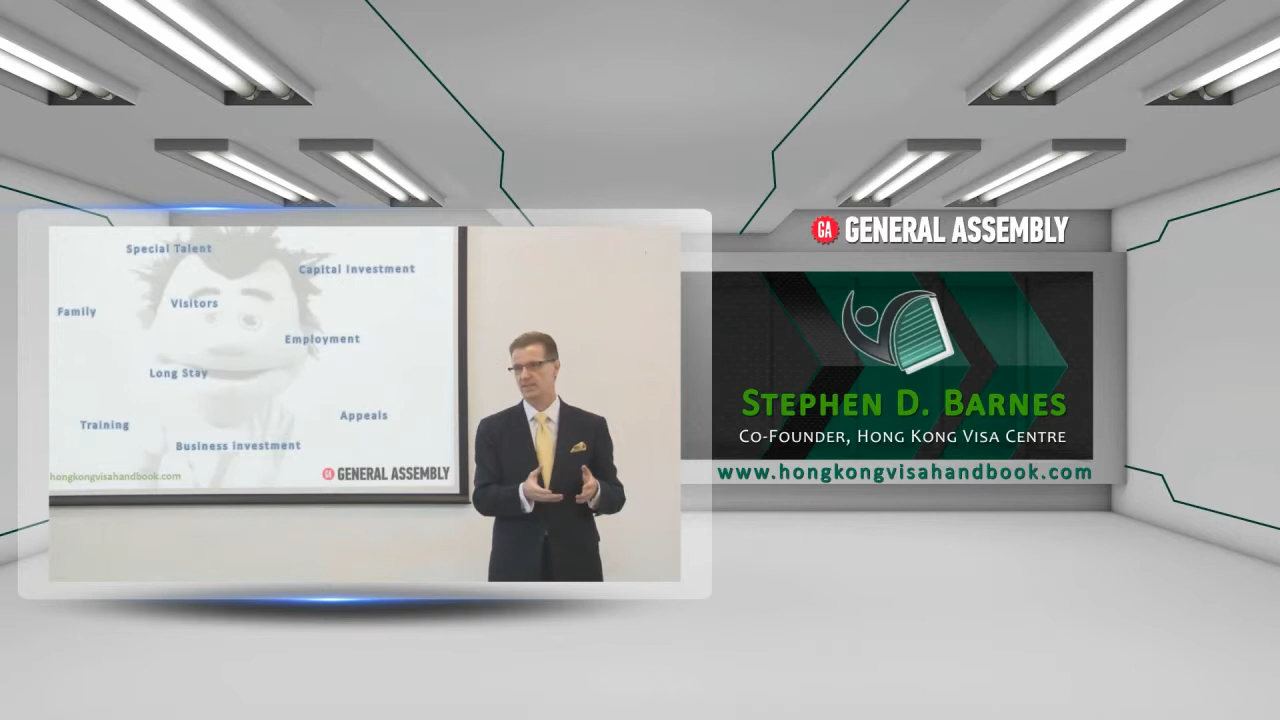 Special Talent
Capital Investment
Visitors
Family
Employment
Long Stay
Appeals
Training
Business investment
hongkongvisahandbook.com
GA GENERAL ASSEMBLY
GA GENERAL ASSEMBLY
STEPHEN D. BARNES
CO-FOUNDER, HONG KONG VISA CENTRE
www.hongkongvisahandbook.com